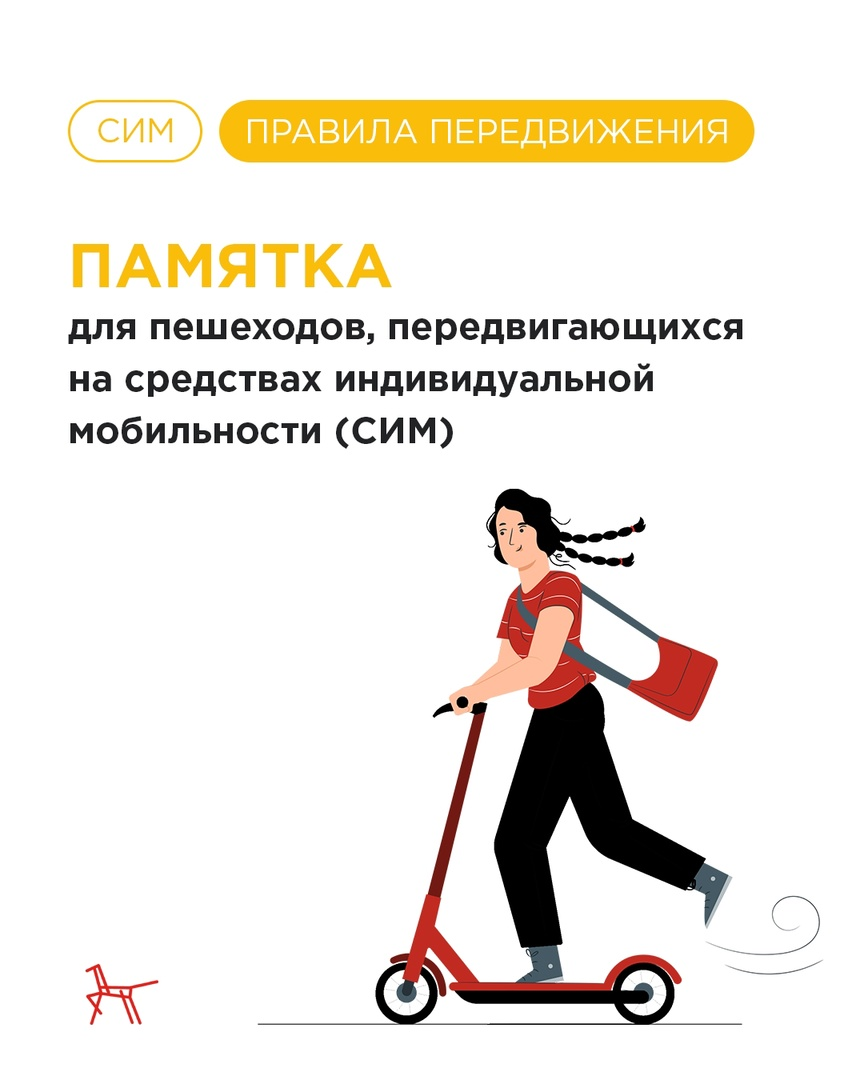 СИМ
ПРАВИЛА ПЕРЕДВИЖЕНИЯ
ПАМЯТКА
для пешеходов, передвигающихся
на средствах индивидуальной
мобильности (СИМ)